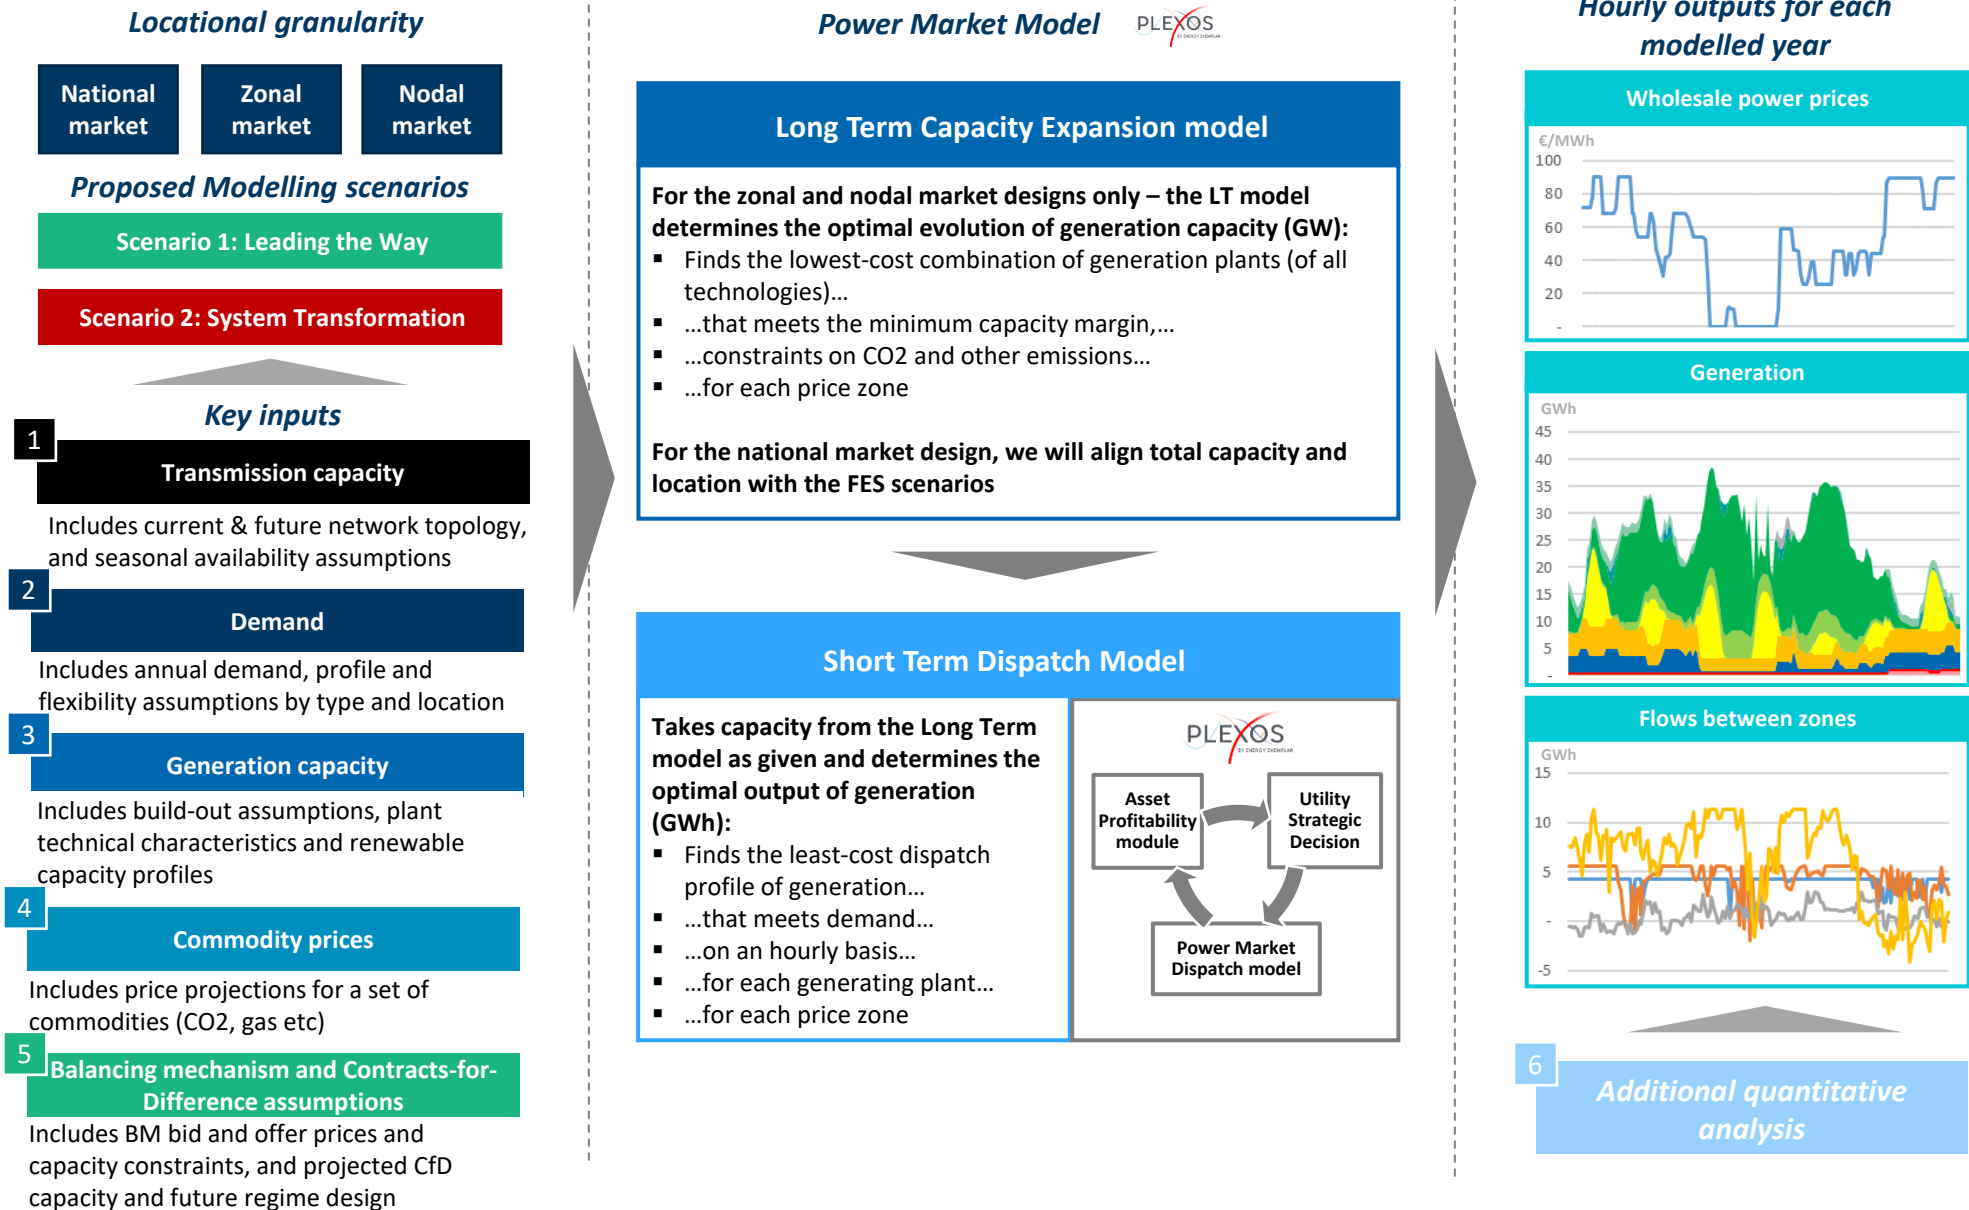 Locational granularity
National
market
Zonal
market
Nodal
market
Proposed Modelling scenarios
Scenario 1: Leading the Way
Scenario 2: System Transformation
Key inputs
1
Transmission capacity
Includes current & future network topology,
and seasonal availability assumptions
2
Demand
Includes annual demand, profile and
flexibility assumptions by type and location
3
Generation capacity
Includes build-out assumptions, plant
technical characteristics and renewable
capacity profiles
4
Commodity prices
Includes price projections for a set of
commodities (CO2, gas etc)
5
Balancing mechanism and Contracts-for-
Difference assumptions
Includes BM bid and offer prices and
capacity constraints, and projected CfD
capacity and future regime design
Power Market Model
PLEXOS
BY ENERGY EXEMPLAR
Long Term Capacity Expansion model
For the zonal and nodal market designs only – the LT model
determines the optimal evolution of generation capacity (GW):
▪ Finds the lowest-cost combination of generation plants (of all
technologies)…
▪ …that meets the minimum capacity margin,…
▪ …constraints on CO2 and other emissions…
▪ …for each price zone
For the national market design, we will align total capacity and
location with the FES scenarios
Short Term Dispatch Model
Takes capacity from the Long Term
model as given and determines the
optimal output of generation
(GWh):
▪ Finds the least-cost dispatch
profile of generation…
▪ …that meets demand…
▪ …on an hourly basis…
▪ …for each generating plant…
▪ …for each price zone
PLEXOS
BY ENERGY EXEMPLAR
Asset
Profitability
module
Utility
Strategic
Decision
Power Market
Dispatch model
Hourly outputs for each
modelled year
Wholesale power prices
€/MWh
100
80
60
40
20
-
Generation
GWh
45
40
35
30
25
20
15
10
5
-
Flows between zones
GWh
15
10
5
-
-5
6
Additional quantitative
analysis